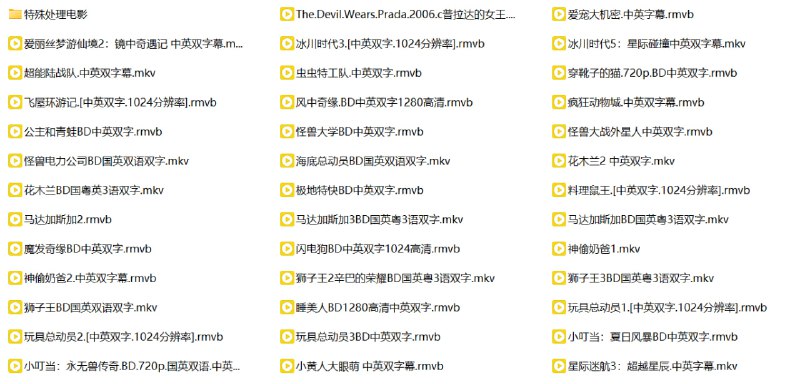 特殊处理电影
The.Devil.Wears.Prada.2006.c普拉达的女王....
爱宠大机密.中英双字幕.rmvb
爱丽丝梦游仙境2：镜中奇遇记 中英双字幕.m...
冰川时代3.[中英双字.1024分辨率].rmvb
冰川时代5：星际碰撞中英双字幕.mkv
超能陆战队.中英双字幕.mkv
虫虫特工队.中英双字.rmvb
穿靴子的猫.720p.BD中英双字.rmvb
飞屋环游记.[中英双字.1024分辨率].rmvb
风中奇缘.BD中英双字1280高清.rmvb
疯狂动物城.中英双字幕.rmvb
公主和青蛙BD中英双字.rmvb
怪兽大学BD中英双字.rmvb
怪兽大战外星人中英双字.rmvb
怪兽电力公司BD国英双语双字.mkv
海底总动员BD国英双语双字.mkv
花木兰2 中英双字.mkv
花木兰BD国粤英3语双字.mkv
极地特快BD中英双字.rmvb
料理鼠王.[中英双字.1024分辨率].rmvb
马达加斯加2.rmvb
马达加斯加3BD国英粤3语双字.mkv
马达加斯加BD国英粤3语双字.mkv
魔发奇缘BD中英双字.rmvb
闪电狗BD中英双字1024高清.rmvb
神偷奶爸1.mkv
神偷奶爸2.中英双字幕.rmvb
狮子王2辛巴的荣耀BD国英粤3语双字.mkv
狮子王3BD国英粤3语双字.mkv
狮子王BD国英双语双字.mkv
睡美人BD1280高清中英双字.rmvb
玩具总动员1.[中英双字.1024分辨率].rmvb
玩具总动员2.[中英双字.1024分辨率].rmvb
玩具总动员3BD中英双字.rmvb
小叮当：夏日风暴BD中英双字.rmvb
小叮当：永无兽传奇.BD.720p.国英双语.中英...
小黄人大眼萌 中英双字幕.rmvb
星际迷航3：超越星辰.中英字幕.mkv